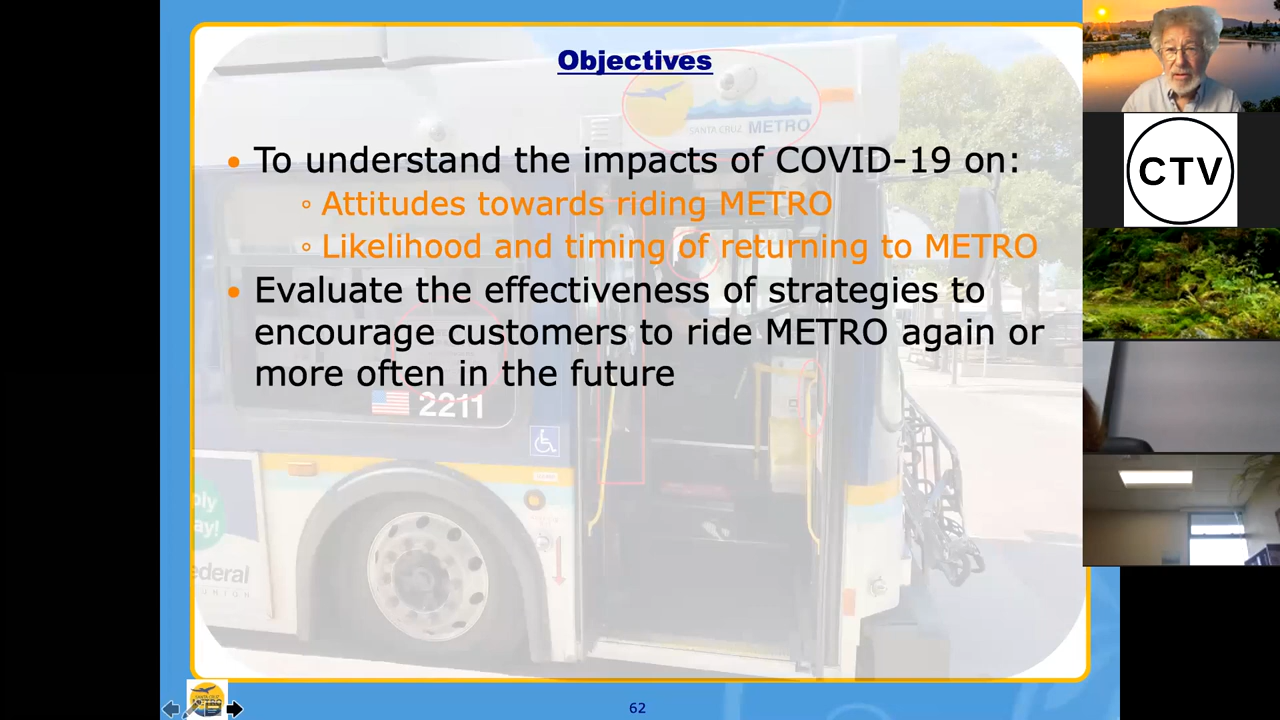 Objectives
SANTA CRUZ METRO
• To understand the impacts of COVID-19 on:
◦ Attitudes towards riding METRO
◦ Likelihood and timing of returning to METRO
• Evaluate the effectiveness of strategies to
encourage customers to ride METRO again or
more often in the future
2211
62
CTV